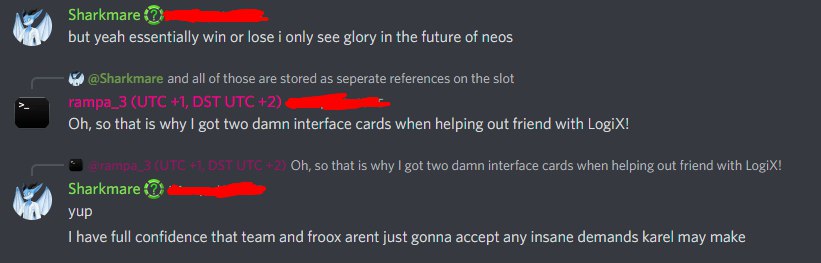 Sharkmare
but yeah essentially win or lose i only see glory in the future of neos
@Sharkmare and all of those are stored as seperate references on the slot
rampa_3 (UTC +1, DST UTC +2)
Oh, so that is why I got two damn interface cards when helping out friend with LogiX!
@rampa_3 (UTC +1, DST UTC +2) Oh, so that is why I got two damn interface cards when helping out friend with LogiX!
Sharkmare
yup
I have full confidence that team and froox arent just gonna accept any insane demands karel may make